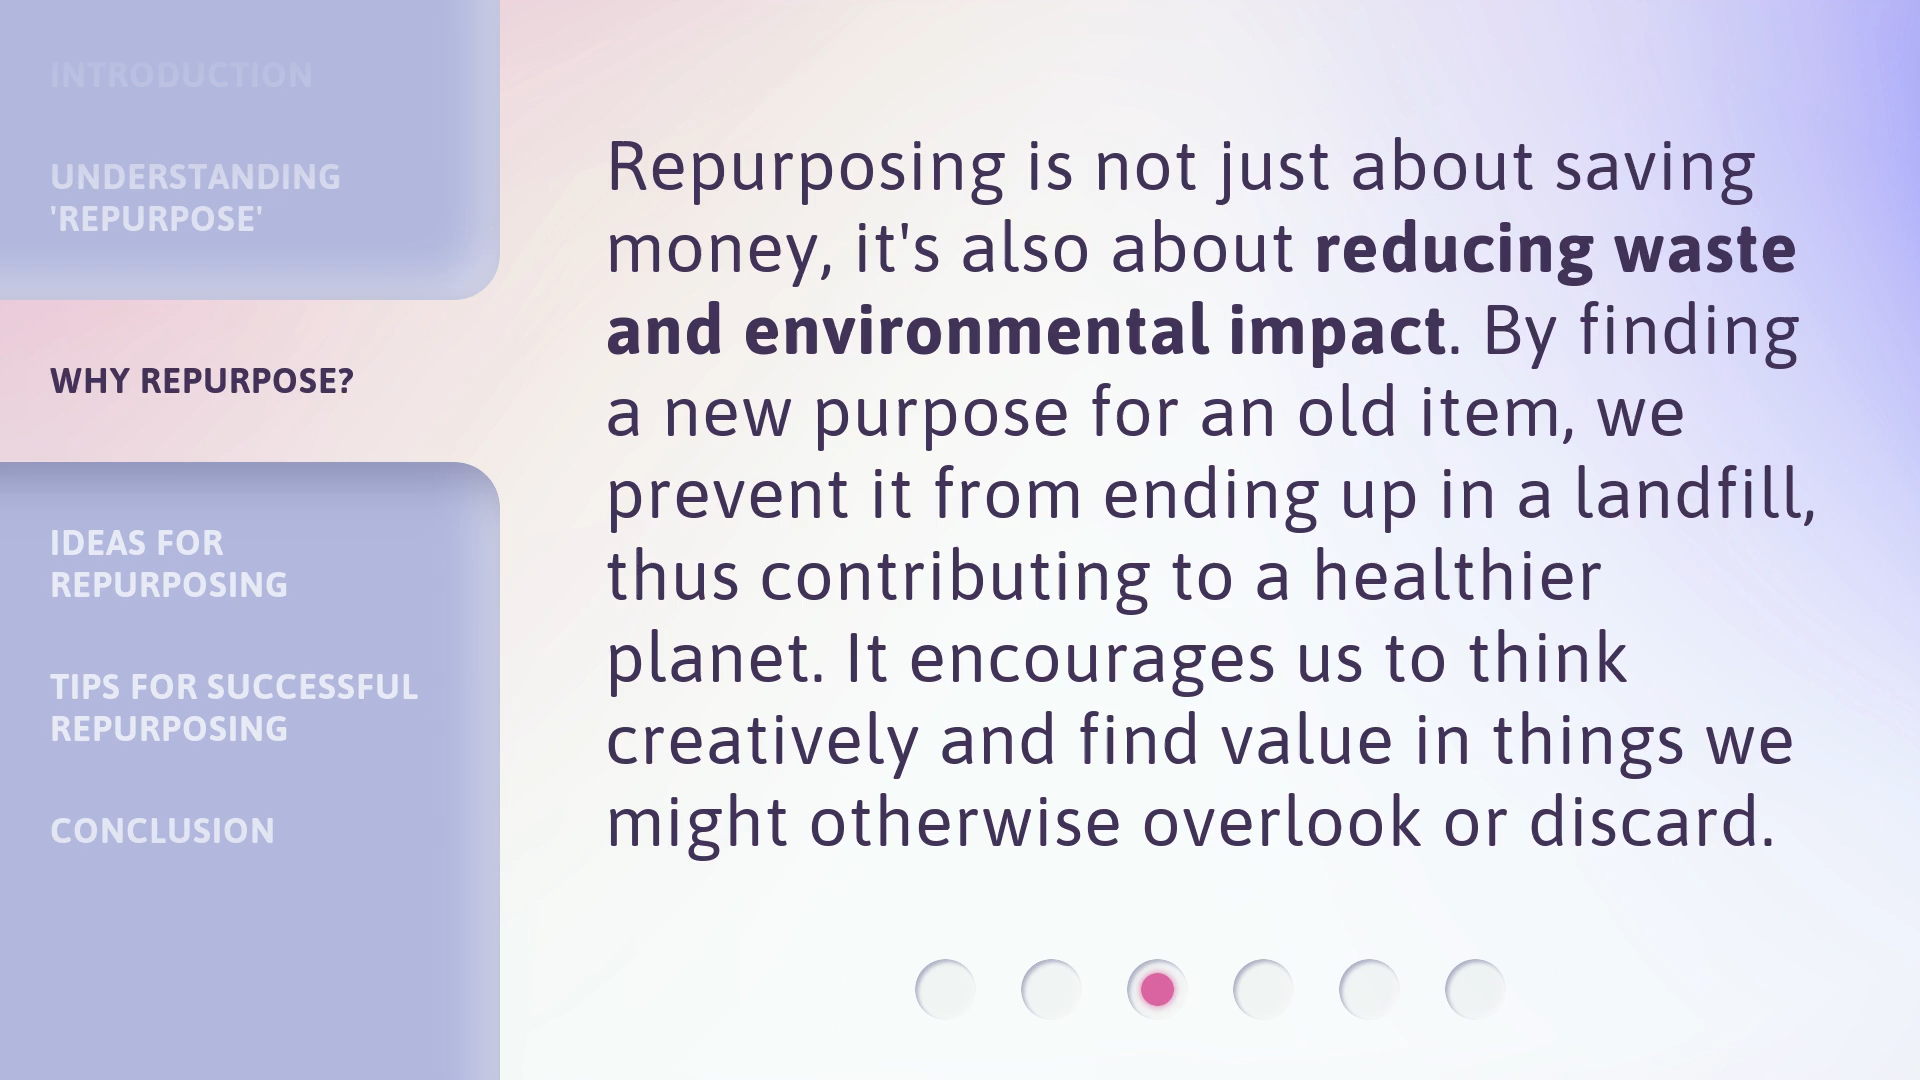 INTRODUCTION
UNDERSTANDING
'REPURPOSE'
WHY REPURPOSE?
IDEAS FOR
REPURPOSING
TIPS FOR SUCCESSFUL
REPURPOSING
CONCLUSION
Repurposing is not just about saving
money, it's also about reducing waste
and environmental impact. By finding
a new purpose for an old item, we
prevent it from ending up in a landfill,
thus contributing to a healthier
planet. It encourages us to think
creatively and find value in things we
might otherwise overlook or discard.